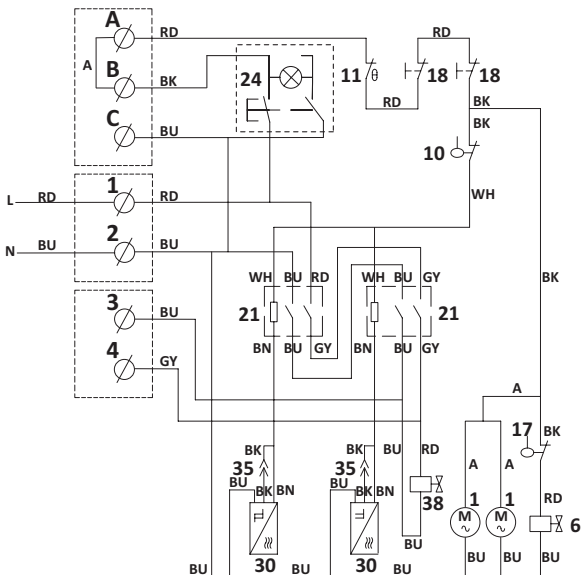 A RD RD
A B BK 24 11 θ 18 18
RD BK
C BU BK
10
L RD 1 RD WH
N BU 2 BU BK
WH BU RD WH BU GY
3 BU 21 21
BN BU GY BN BU GY
4 GY
A
17 BK
BK BK BU RD
35 35 A A
BU BK BN BU BK BN 38 1 1 RD
M ~ M ~ 6
BU
30 30 BU BU BU
BU BU BU